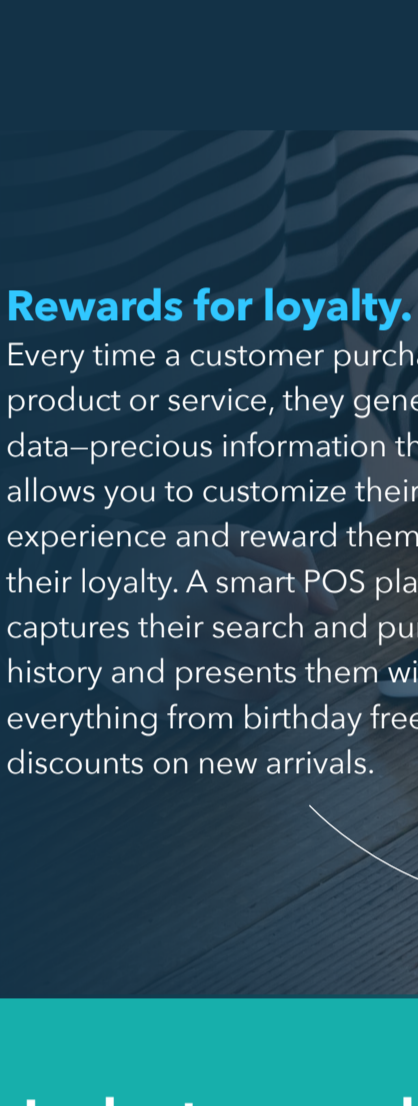 Rewards for loyalty.
Every time a customer purch
product or service, they gene
data—precious information th
allows you to customize their
experience and reward them
their loyalty. A smart POS pla
captures their search and pu
history and presents them wi
everything from birthday free
discounts on new arrivals.